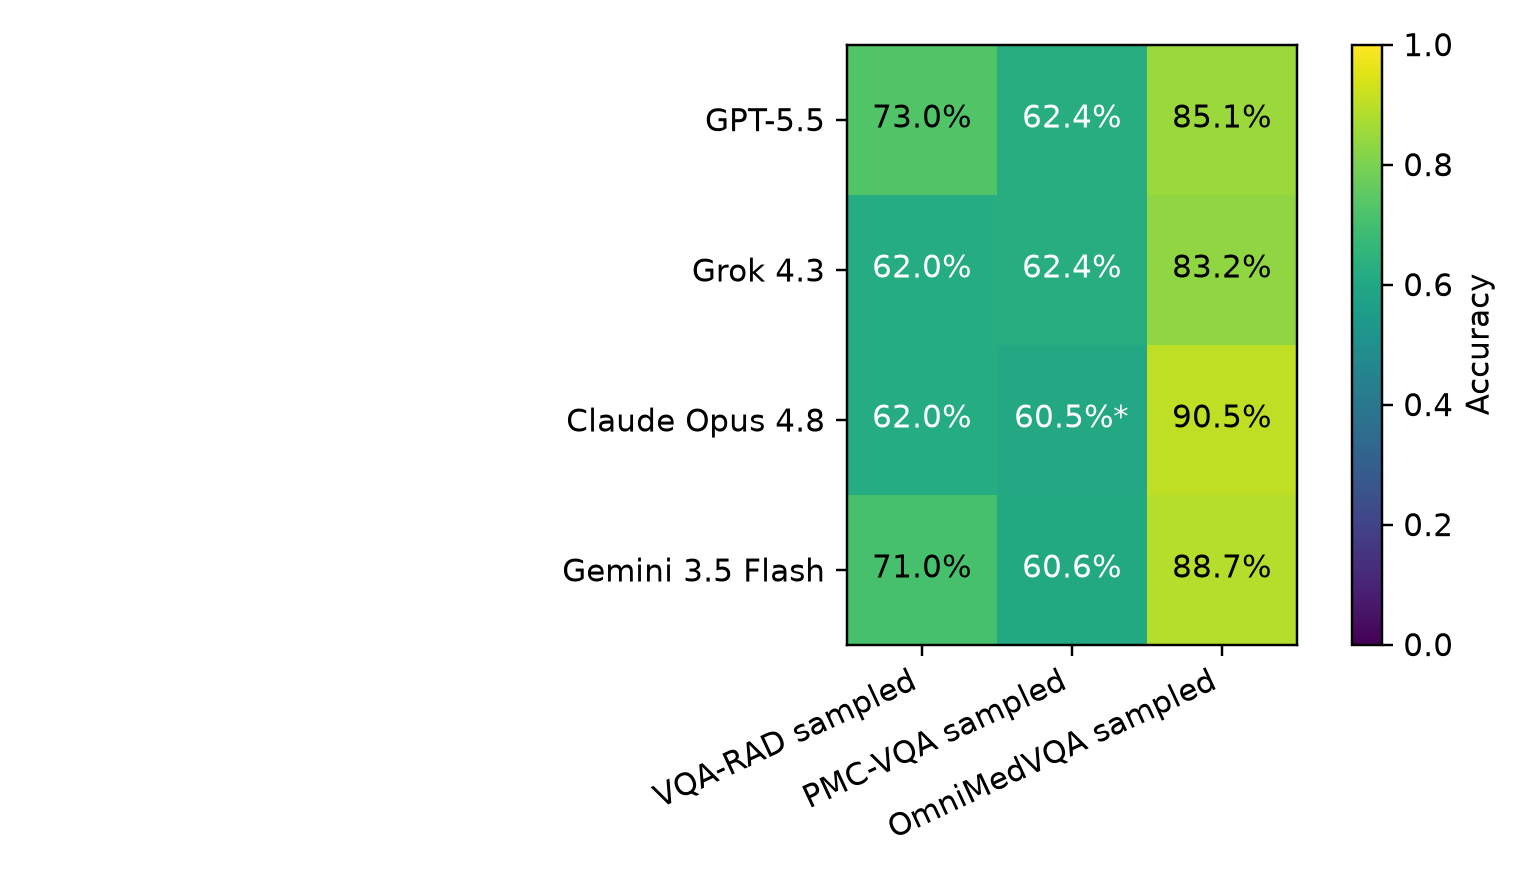 GPT-5.5 73.0% 62.4% 85.1%
Grok 4.3 62.0% 62.4% 83.2%
Claude Opus 4.8 62.0% 60.5%* 90.5%
Gemini 3.5 Flash 71.0% 60.6% 88.7%
VQA-RAD sampled
PMC-VQA sampled
OmniMedVQA sampled
1.0
0.8
0.6
0.4
0.2
0.0
Accuracy